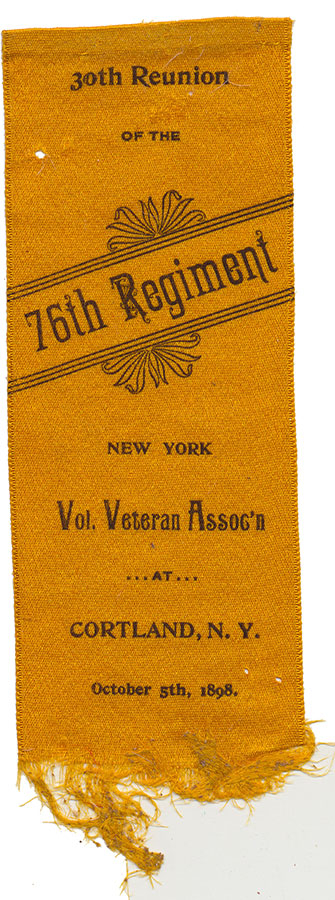 30th Reunion
OF THE
76th Regiment
NEW YORK
Vol. Veteran Assoc'n
...AT...
CORTLAND, N. Y.
October 5th, 1898.